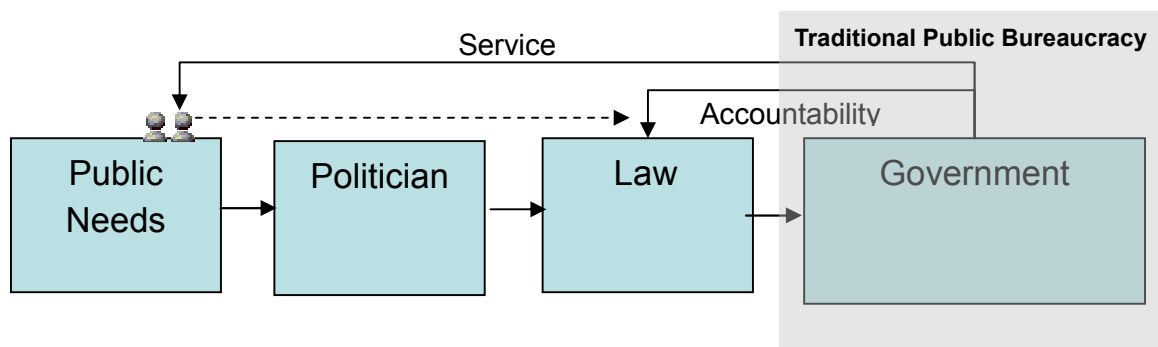 Service
Traditional Public Bureaucracy
Accountability
Public
Needs
Politician
Law
Government